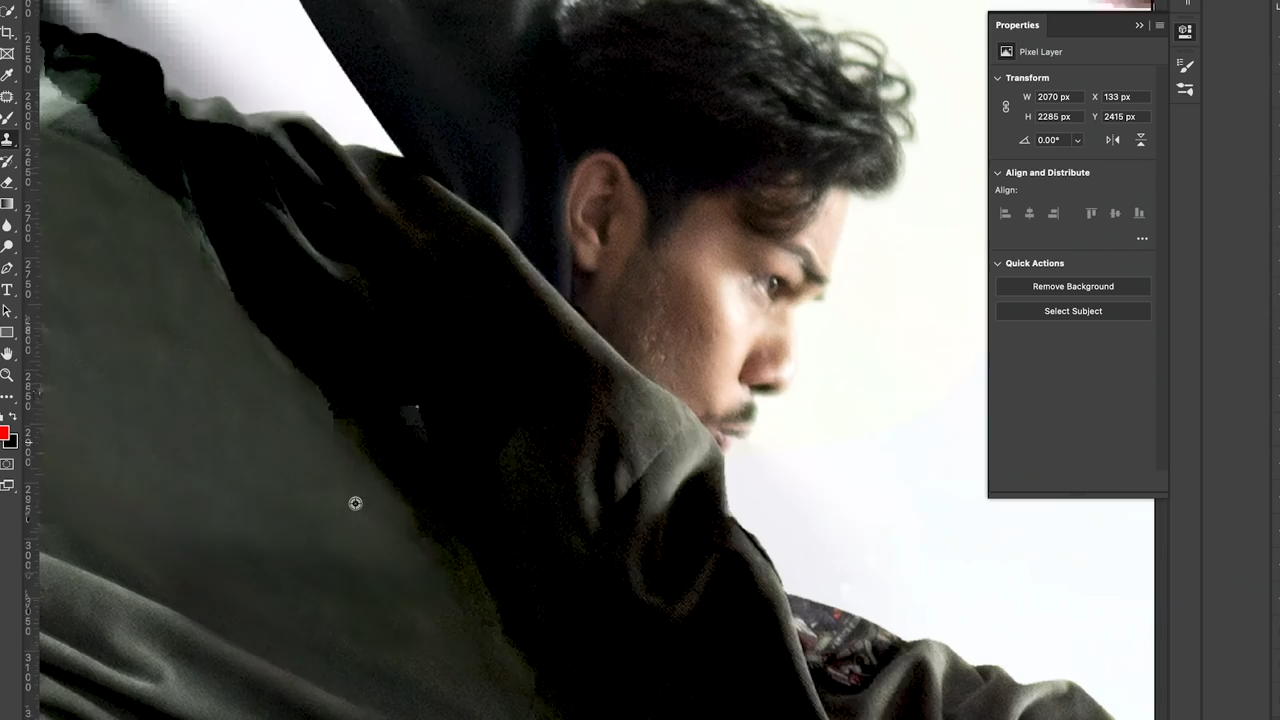 Properties
Pixel Layer
Transform
W 2070 px X 133 px
H 2285 px Y 2415 px
0.00°
Align and Distribute
Align:
Quick Actions
Remove Background
Select Subject